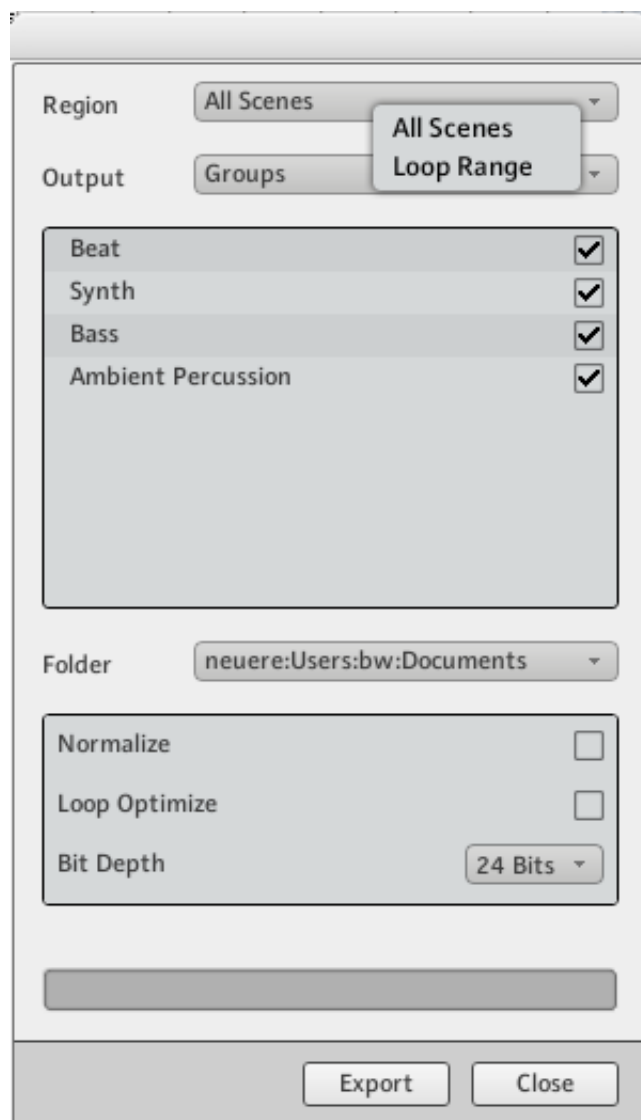 Region All Scenes
All Scenes
Loop Range
Output Groups
Beat
Synth
Bass
Ambient Percussion
Folder neuere:Users:bw:Documents
Normalize
Loop Optimize
Bit Depth 24 Bits
Export Close